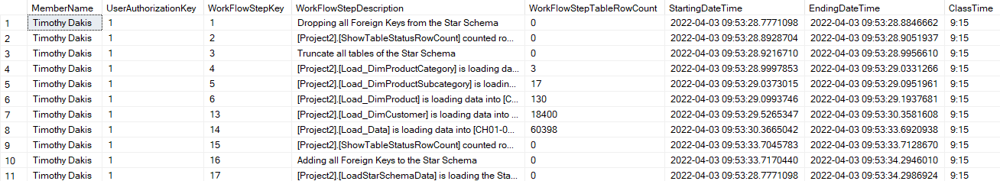 MemberName UserAuthorizationKey WorkFlowStepKey WorkFlowStepDescription WorkFlowStepTableRowCount StartingDateTime EndingDateTime ClassTime
1 Timothy Dakis 1 1 Dropping all Foreign Keys from the Star Schema 0 2022-04-03 09:53:28.7771098 2022-04-03 09:53:28.8846662 9:15
2 Timothy Dakis 1 2 [Project2].[ShowTableStatusRowCount] counted ro... 0 2022-04-03 09:53:28.8928704 2022-04-03 09:53:28.9051937 9:15
3 Timothy Dakis 1 3 Truncate all tables of the Star Schema 0 2022-04-03 09:53:28.9216710 2022-04-03 09:53:28.9956610 9:15
4 Timothy Dakis 1 4 [Project2].[Load_DimProductCategory] is loading da... 3 2022-04-03 09:53:28.9997853 2022-04-03 09:53:29.0331266 9:15
5 Timothy Dakis 1 5 [Project2].[Load_DimProductSubcategory] is loadin... 17 2022-04-03 09:53:29.0373015 2022-04-03 09:53:29.0951961 9:15
6 Timothy Dakis 1 6 [Project2].[Load_DimProduct] is loading data into [C... 130 2022-04-03 09:53:29.0993746 2022-04-03 09:53:29.1937681 9:15
7 Timothy Dakis 1 13 [Project2].[Load_DimCustomer] is loading data into ... 18400 2022-04-03 09:53:29.5265347 2022-04-03 09:53:30.3581608 9:15
8 Timothy Dakis 1 14 [Project2].[Load_Data] is loading data into [CH01-0... 60398 2022-04-03 09:53:30.3665042 2022-04-03 09:53:33.6920938 9:15
9 Timothy Dakis 1 15 [Project2].[ShowTableStatusRowCount] counted ro... 0 2022-04-03 09:53:33.7045783 2022-04-03 09:53:33.7128670 9:15
10 Timothy Dakis 1 16 Adding all Foreign Keys to the Star Schema 0 2022-04-03 09:53:33.7170440 2022-04-03 09:53:34.2946010 9:15
11 Timothy Dakis 1 17 [Project2].[LoadStarSchemaData] is loading the Sta... 0 2022-04-03 09:53:28.7771098 2022-04-03 09:53:34.2986924 9:15